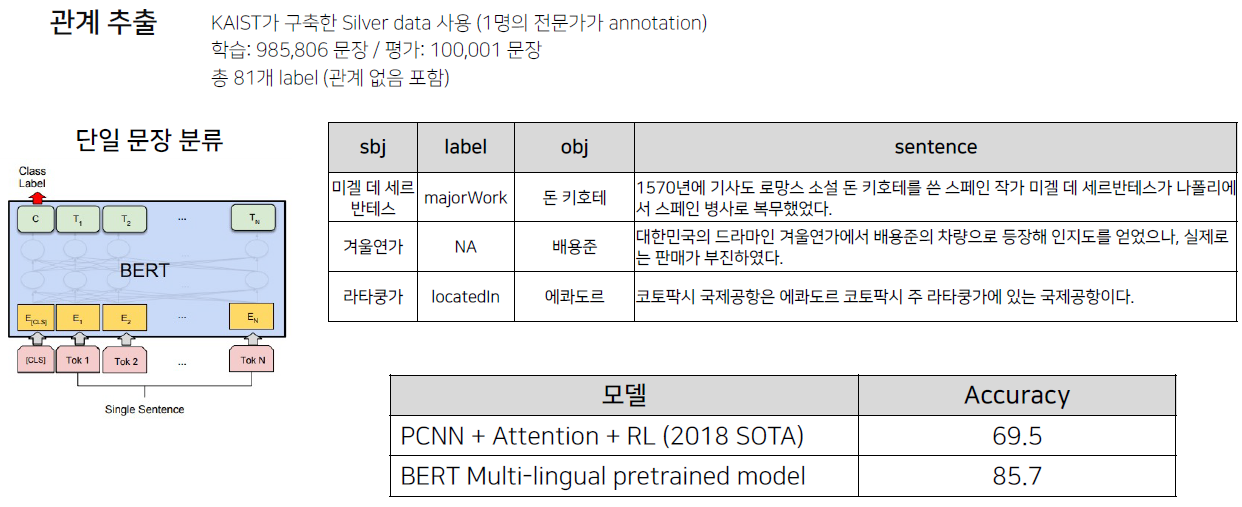 관계 추출
KAIST가 구축한 Silver data 사용 (1명의 전문가가 annotation)
학습: 985,806 문장 / 평가: 100,001 문장
총 81개 label (관계 없음 포함)
단일 문장 분류
Class
Label
C T1 T2 ... TN
BERT
E[CLS] E1 E2 ... EN
[CLS] Tok 1 Tok 2 ... Tok N
Single Sentence
sbj label obj sentence
미겔 데 세르
반테스
majorWork
돈 키호테
1570년에 기사도 로망스 소설 돈 키호테를 쓴 스페인 작가 미겔 데 세르반테스가 나폴리에
서 스페인 병사로 복무했었다.
겨울연가
NA
배용준
대한민국의 드라마인 겨울연가에서 배용준의 차량으로 등장해 인지도를 얻었으나, 실제로
는 판매가 부진하였다.
라타쿵가
locatedIn
에콰도르
코토팍시 국제공항은 에콰도르 코토팍시 주 라타쿵가에 있는 국제공항이다.
모델 Accuracy
PCNN + Attention + RL (2018 SOTA) 69.5
BERT Multi-lingual pretrained model 85.7